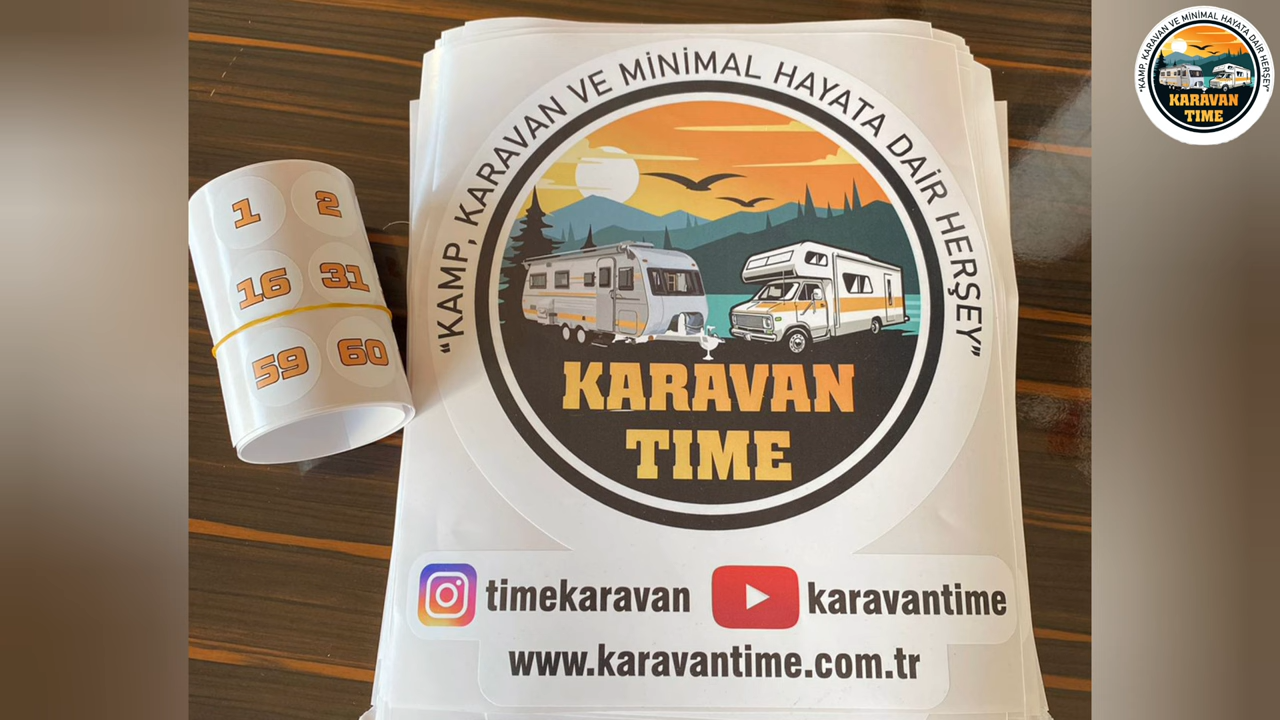 "KAMP, KARAVAN VE MİNİMAL HAYATA DAİR HERŞEY"
KARAVAN
TIME
timekaravan
karavantime
www.karavantime.com.tr
1 2
16 31
59 60
"KAMP, KARAVAN VE MİNİMAL HAYATA DAİR HERŞEY"
KARAVAN
TIME